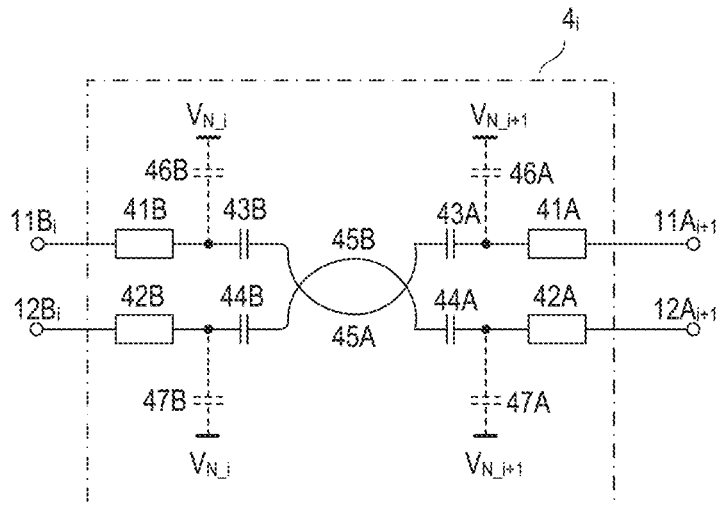 4i
VN_i VN_i+1
46B 46A
11Bi 41B 43B 45B 43A 41A 11Ai+1
12Bi 42B 44B 45A 44A 42A 12Ai+1
47B 47A
VN_i VN_i+1